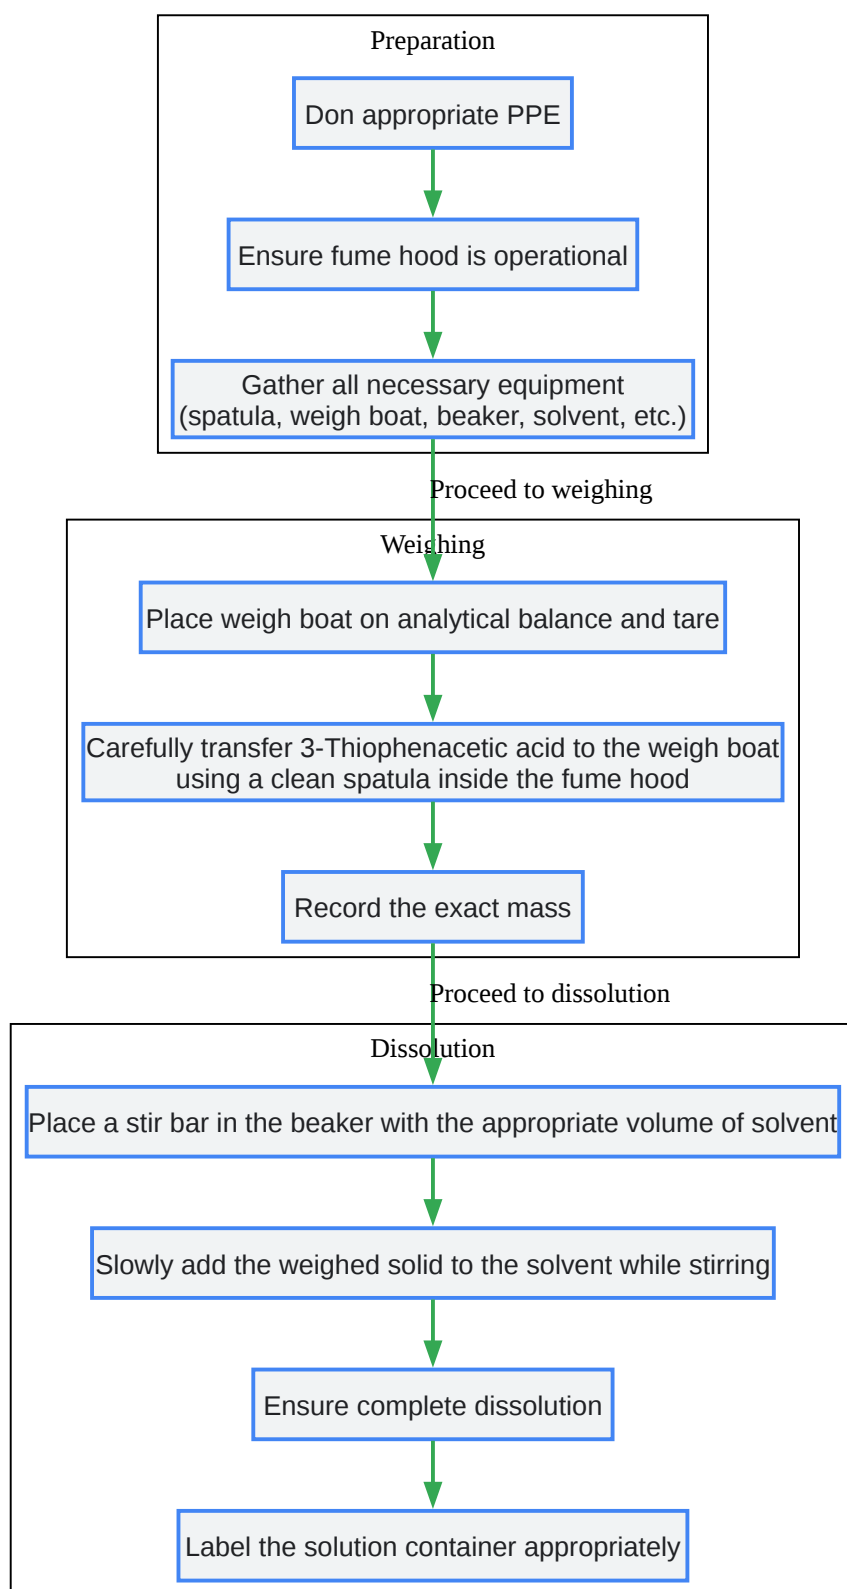 Preparation
Don appropriate PPE
Ensure fume hood is operational
Gather all necessary equipment
(spatula, weigh boat, beaker, solvent, etc.)
Proceed to weighing
Weighing
Place weigh boat on analytical balance and tare
Carefully transfer 3-Thiophenacetic acid to the weigh boat
using a clean spatula inside the fume hood
Record the exact mass
Proceed to dissolution
Dissolution
Place a stir bar in the beaker with the appropriate volume of solvent
Slowly add the weighed solid to the solvent while stirring
Ensure complete dissolution
Label the solution container appropriately